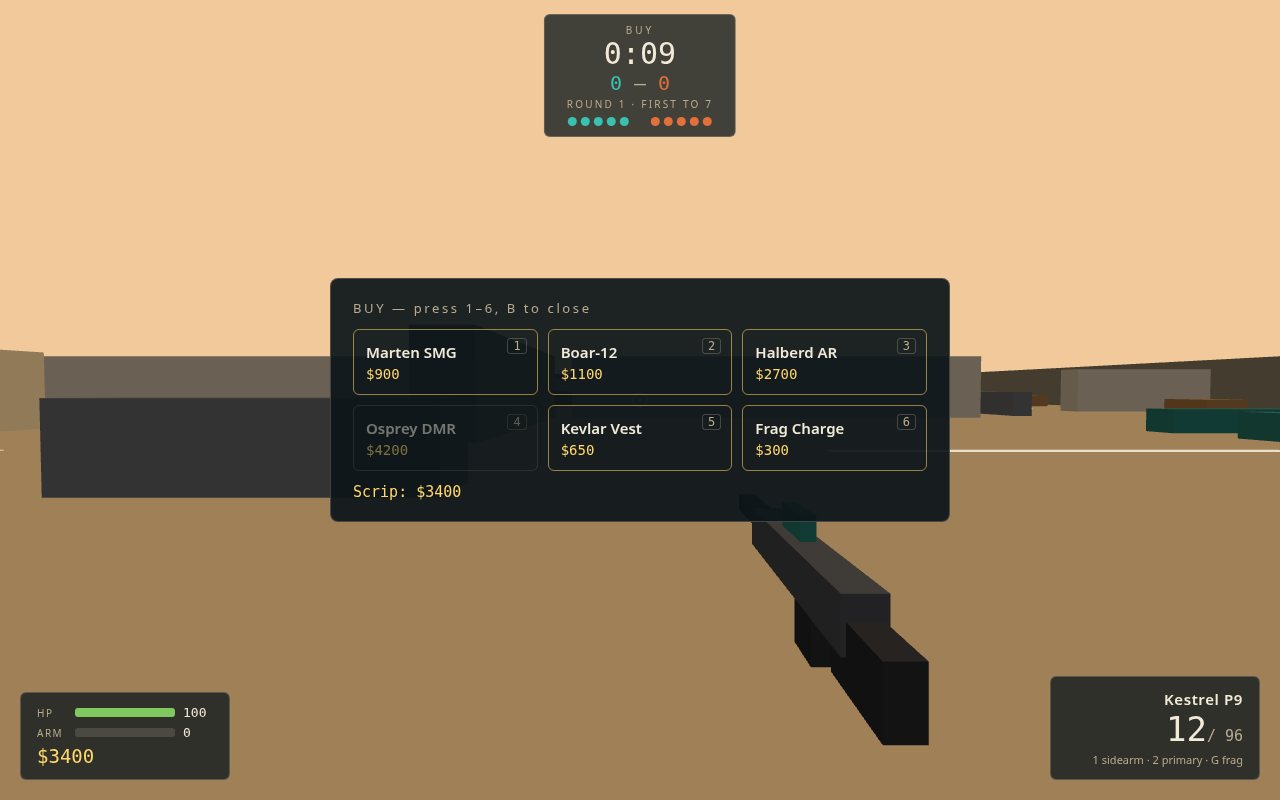 BUY
0:09
0 — 0
ROUND 1 · FIRST TO 7
BUY — press 1–6, B to close
Marten SMG 1
$900
Boar-12 2
$1100
Halberd AR 3
$2700
Osprey DMR 4
$4200
Kevlar Vest 5
$650
Frag Charge 6
$300
Scrip: $3400
HP 100
ARM 0
$3400
Kestrel P9
12/ 96
1 sidearm · 2 primary · G frag